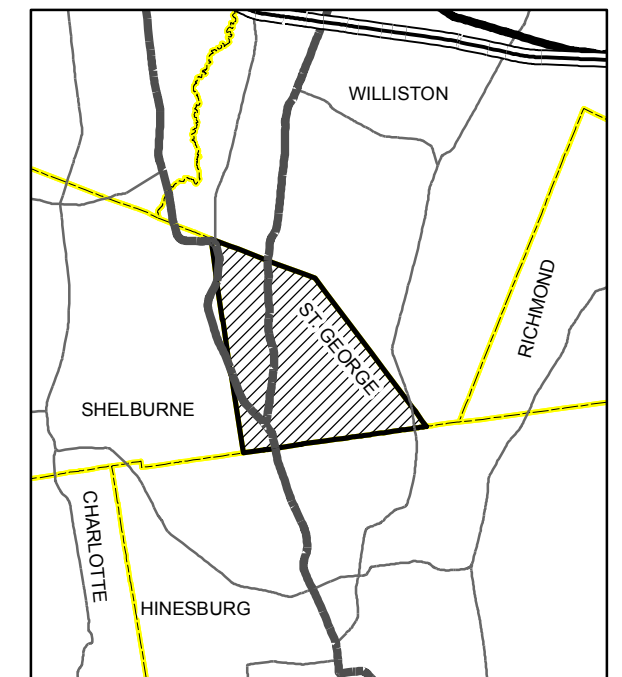 WILLISTON
RICHMOND
ST. GEORGE
SHELBURNE
CHARLOTTE
HINESBURG